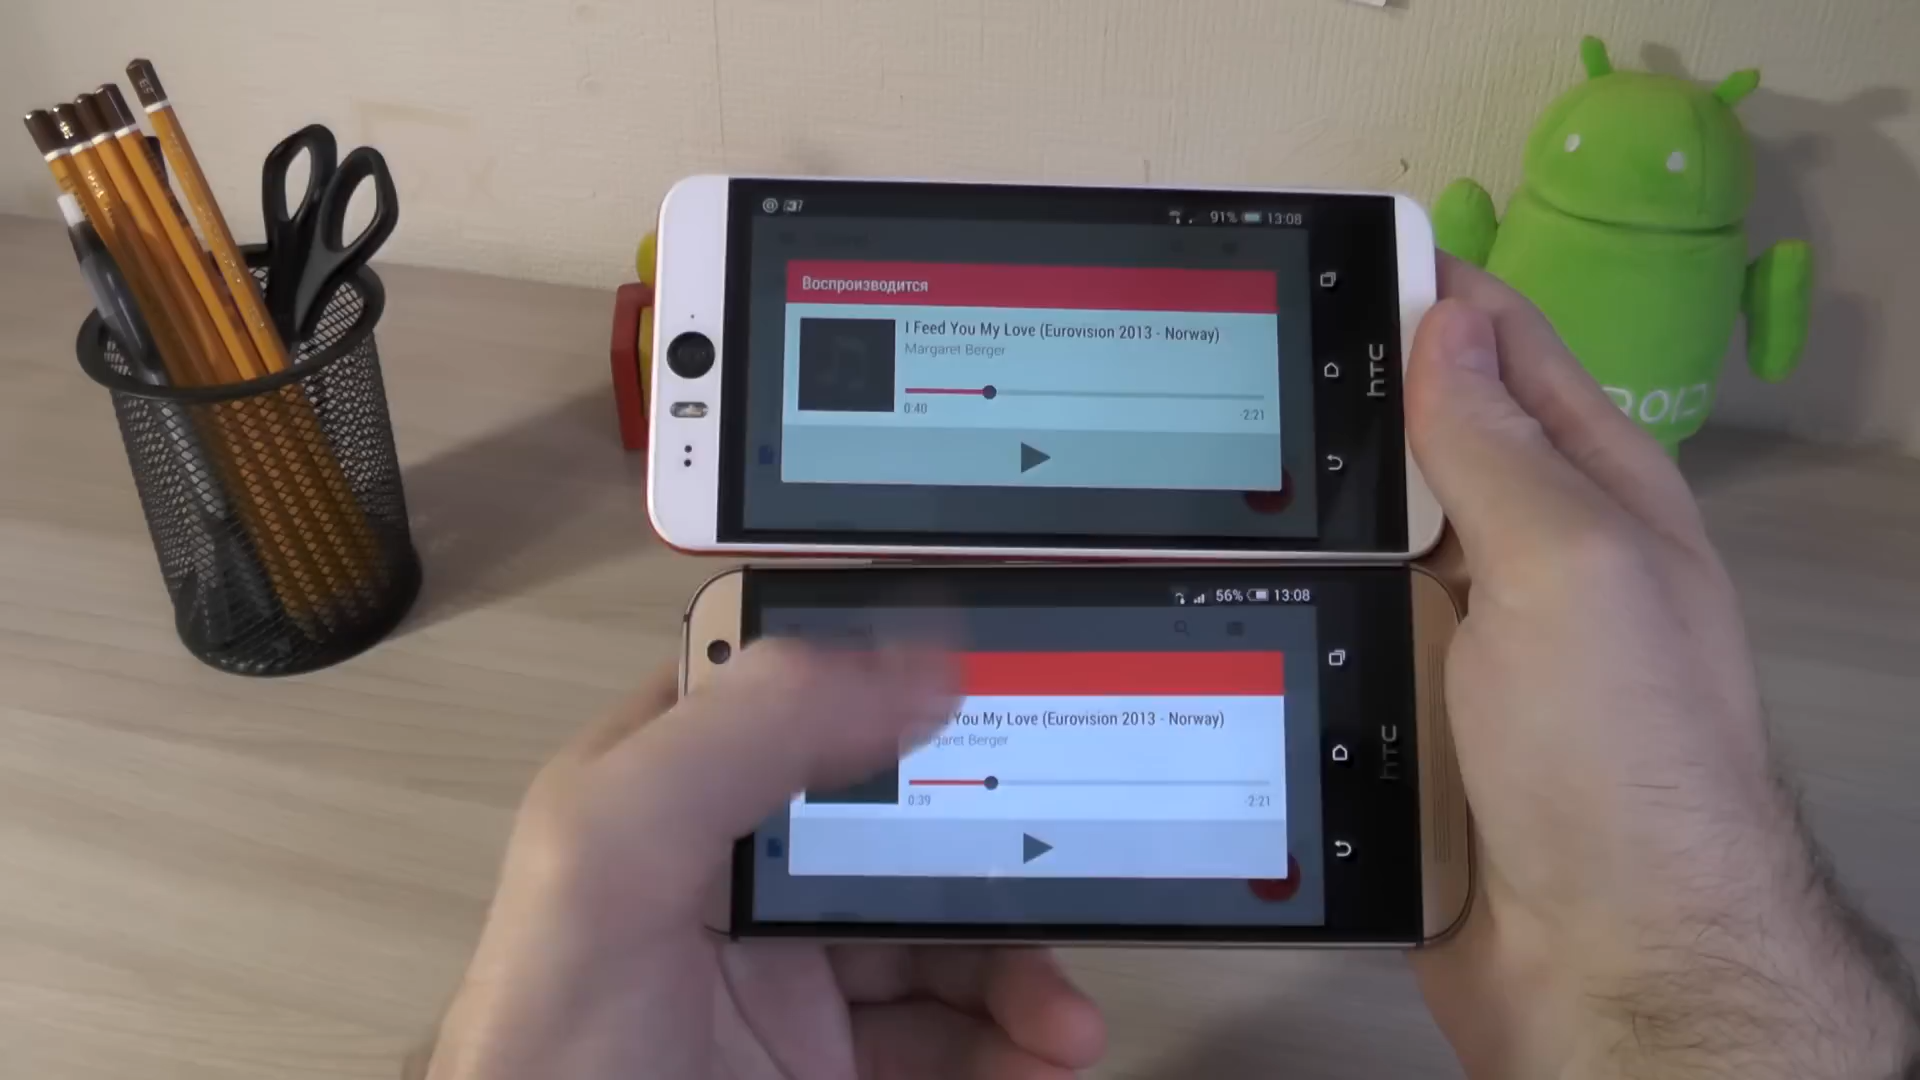 91% 13:08
Воспроизводится
I Feed You My Love (Eurovision 2013 - Norway)
Margaret Berger
0:40
-2:21
hTC
56% 13:08
You My Love (Eurovision 2013 - Norway)
Berger
0:39
-2:21
hTC